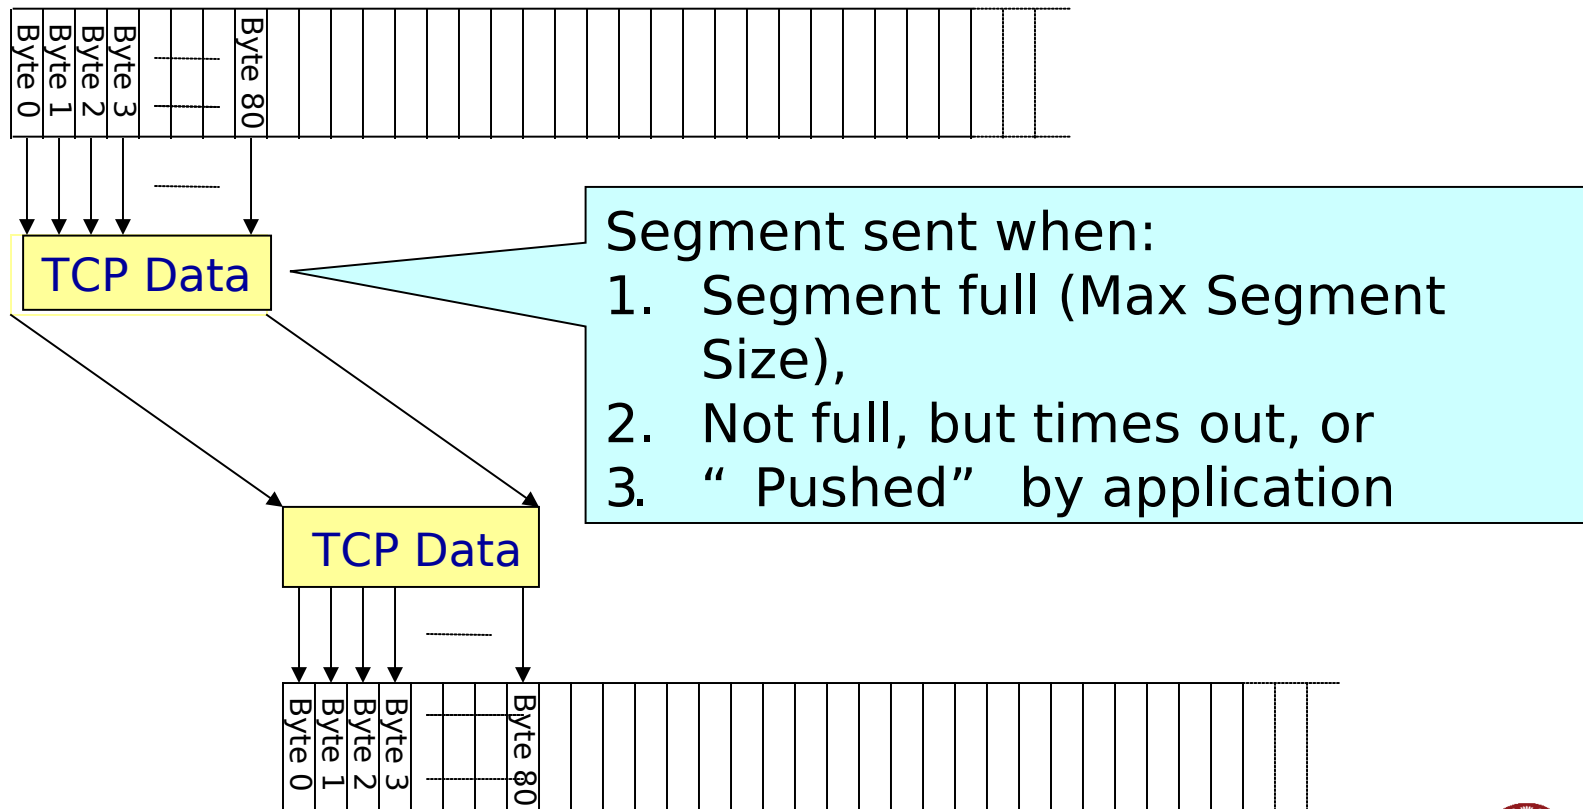 Byte 0
Byte 1
Byte 2
Byte 3
Byte 80
TCP Data
Segment sent when:
1. Segment full (Max Segment
Size),
2. Not full, but times out, or
3. “ Pushed” by application
TCP Data
Byte 0
Byte 1
Byte 2
Byte 3
Byte 80